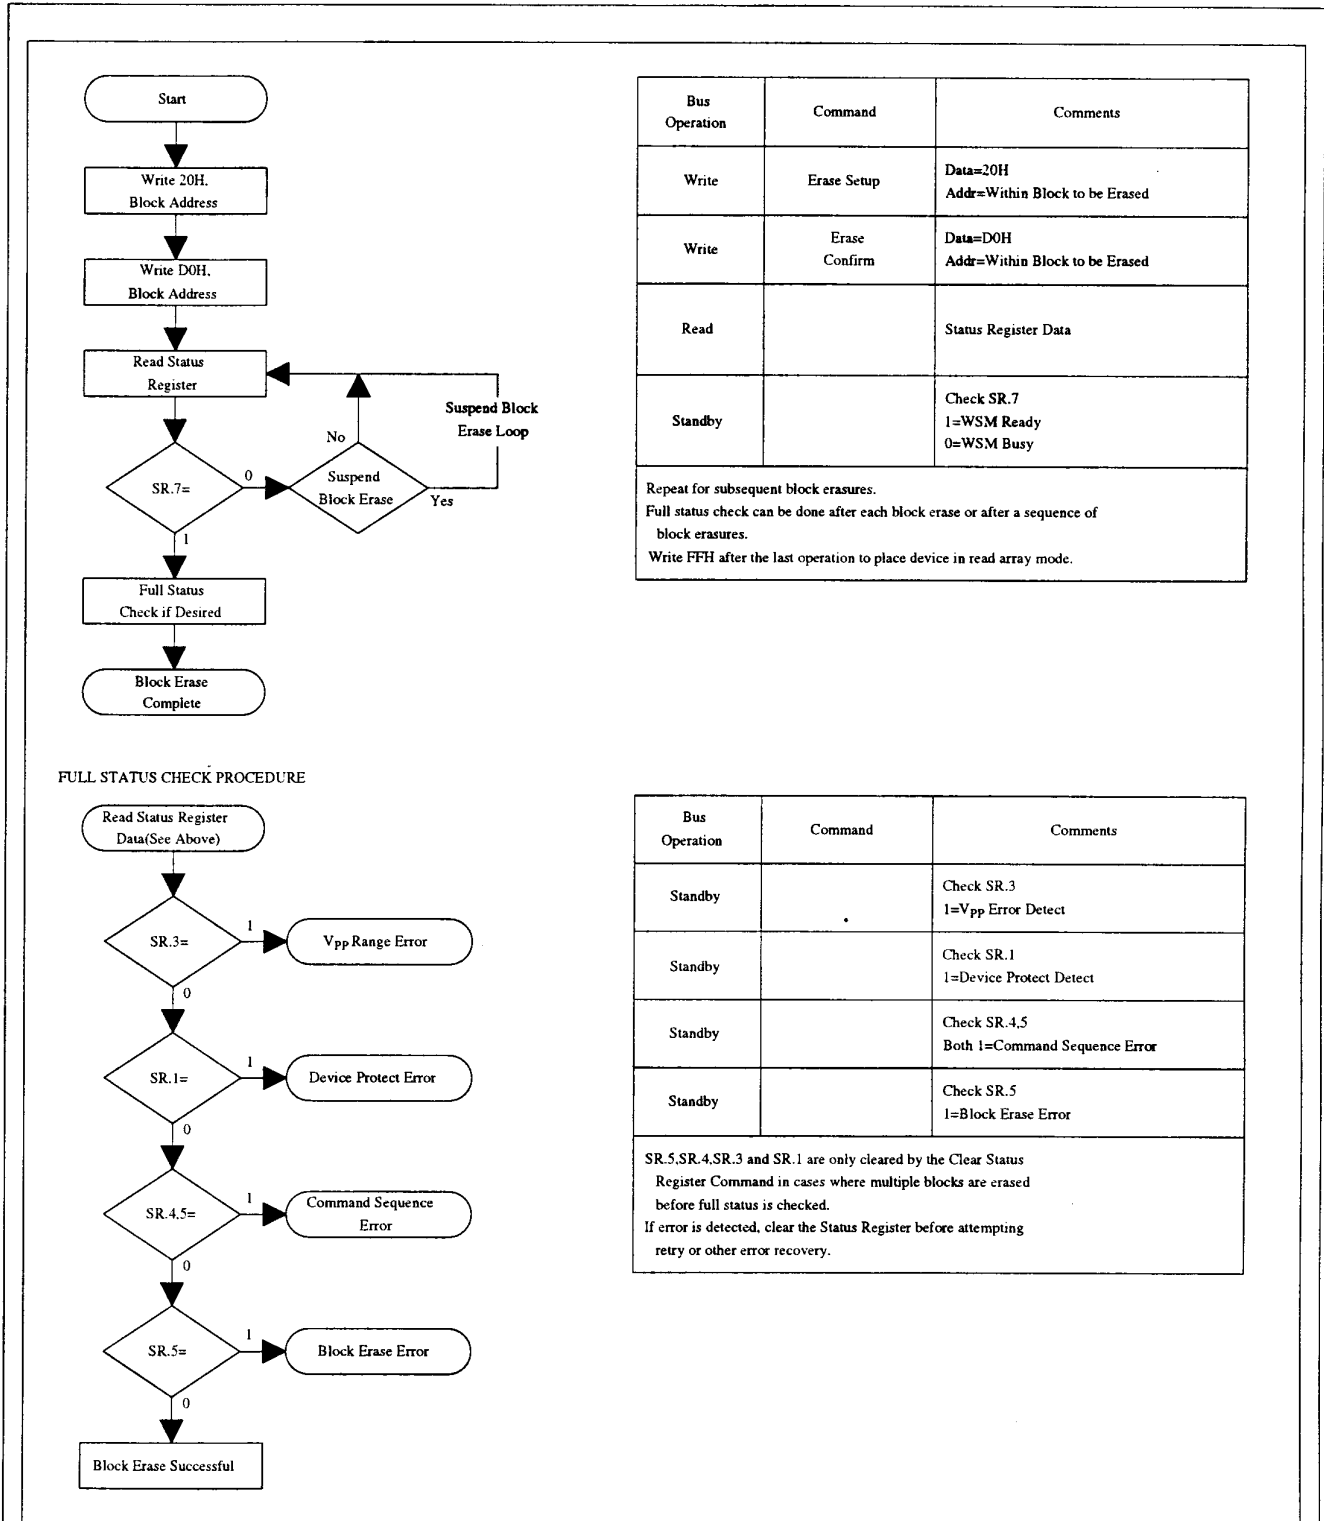 Start
Write 20H,
Block Address
Write D0H,
Block Address
Read Status
Register
Suspend Block
Erase Loop
No
SR.7=
0
Suspend
Block Erase
Yes
1
Full Status
Check if Desired
Block Erase
Complete
Bus
Operation
Command
Comments
Write
Erase Setup
Data=20H
Addr=Within Block to be Erased
Write
Erase
Confirm
Data=D0H
Addr=Within Block to be Erased
Read
Status Register Data
Standby
Check SR.7
1=WSM Ready
0=WSM Busy
Repeat for subsequent block erasures.
Full status check can be done after each block erase or after a sequence of
block erasures.
Write FFH after the last operation to place device in read array mode.
FULL STATUS CHECK PROCEDURE
Read Status Register
Data(See Above)
SR.3=
1
VPP Range Error
0
SR.1=
1
Device Protect Error
0
SR.4,5=
1
Command Sequence
Error
0
SR.5=
1
Block Erase Error
0
Block Erase Successful
Bus
Operation
Command
Comments
Standby
Check SR.3
1=VPP Error Detect
Standby
Check SR.1
1=Device Protect Detect
Standby
Check SR.4,5
Both 1=Command Sequence Error
Standby
Check SR.5
1=Block Erase Error
SR.5,SR.4,SR.3 and SR.1 are only cleared by the Clear Status
Register Command in cases where multiple blocks are erased
before full status is checked.
If error is detected, clear the Status Register before attempting
retry or other error recovery.